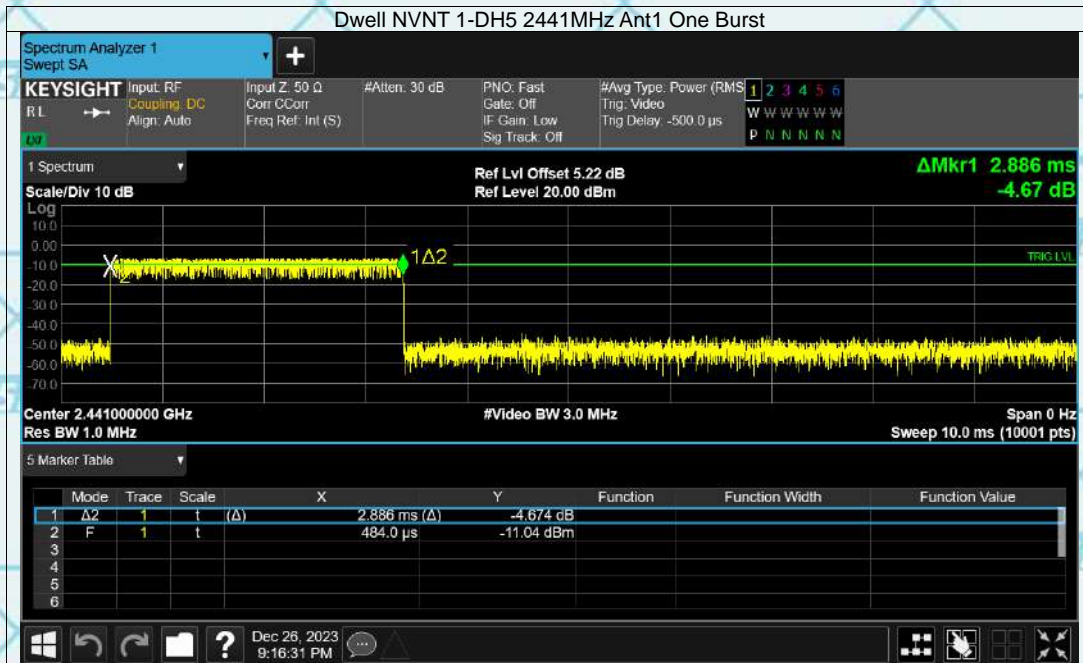 Dwell NVNT 1-DH5 2441MHz Ant1 One Burst
Spectrum Analyzer 1
Swept SA
+
KEYSIGHT
RL
LXI
Input: RF
Coupling: DC
Align: Auto
Input Z: 50 Ω
Corr CCorr
Freq Ref: Int (S)
#Atten: 30 dB
PNO: Fast
Gate: Off
IF Gain: Low
Sig Track: Off
#Avg Type: Power (RMS
Trig: Video
Trig Delay: -500.0 µs
1 2 3 4 5 6
W W W W W W
P N N N N N
1 Spectrum
Scale/Div 10 dB
Ref Lvl Offset 5.22 dB
Ref Level 20.00 dBm
ΔMkr1 2.886 ms
-4.67 dB
Log
10.0
0.00
-10.0
-20.0
-30.0
-40.0
-50.0
-60.0
-70.0
X
2
1Δ2
TRIG LVL
Center 2.441000000 GHz
Res BW 1.0 MHz
#Video BW 3.0 MHz
Span 0 Hz
Sweep 10.0 ms (10001 pts)
5 Marker Table
Mode Trace Scale X Y Function Function Width Function Value
1 Δ2 1 t (Δ) 2.886 ms (Δ) -4.674 dB
2 F 1 t 484.0 µs -11.04 dBm
3
4
5
6
?
Dec 26, 2023
9:16:31 PM